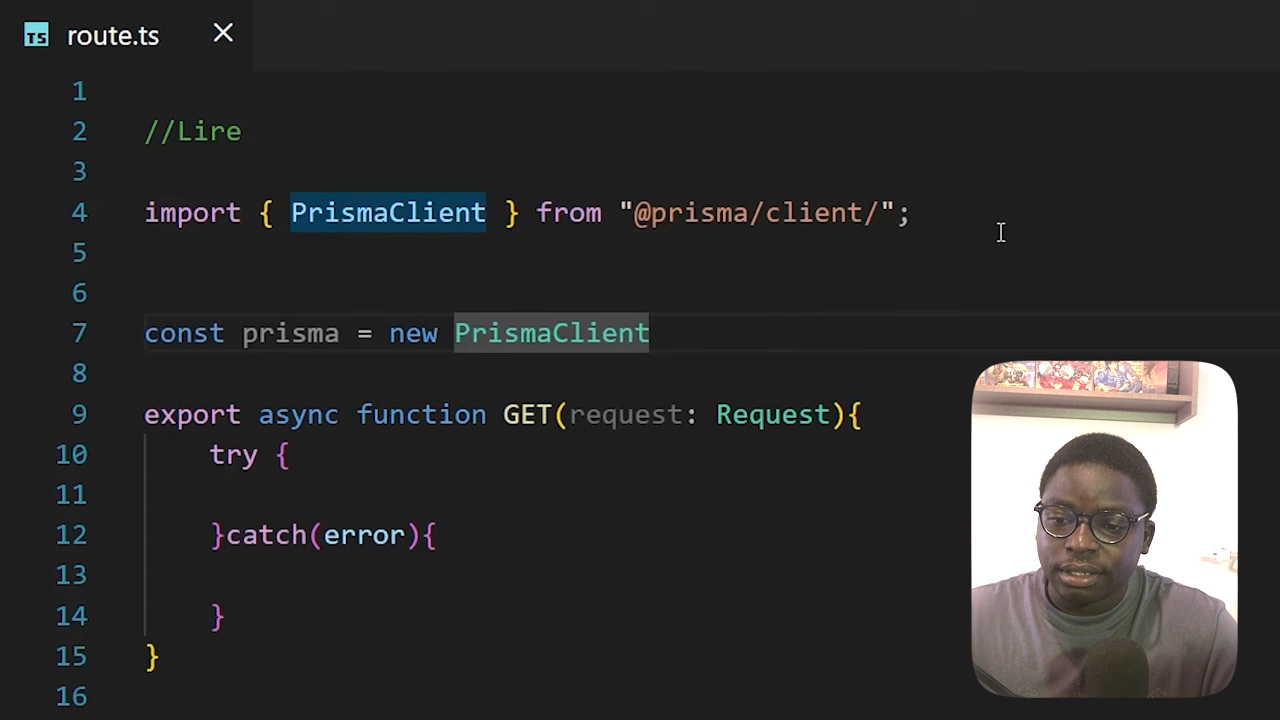 TS route.ts
1
2 //Lire
3
4 import { PrismaClient } from "@prisma/client/";
5
6
7 const prisma = new PrismaClient
8
9 export async function GET(request: Request){
10     try {
11
12     }catch(error){
13
14     }
15 }
16